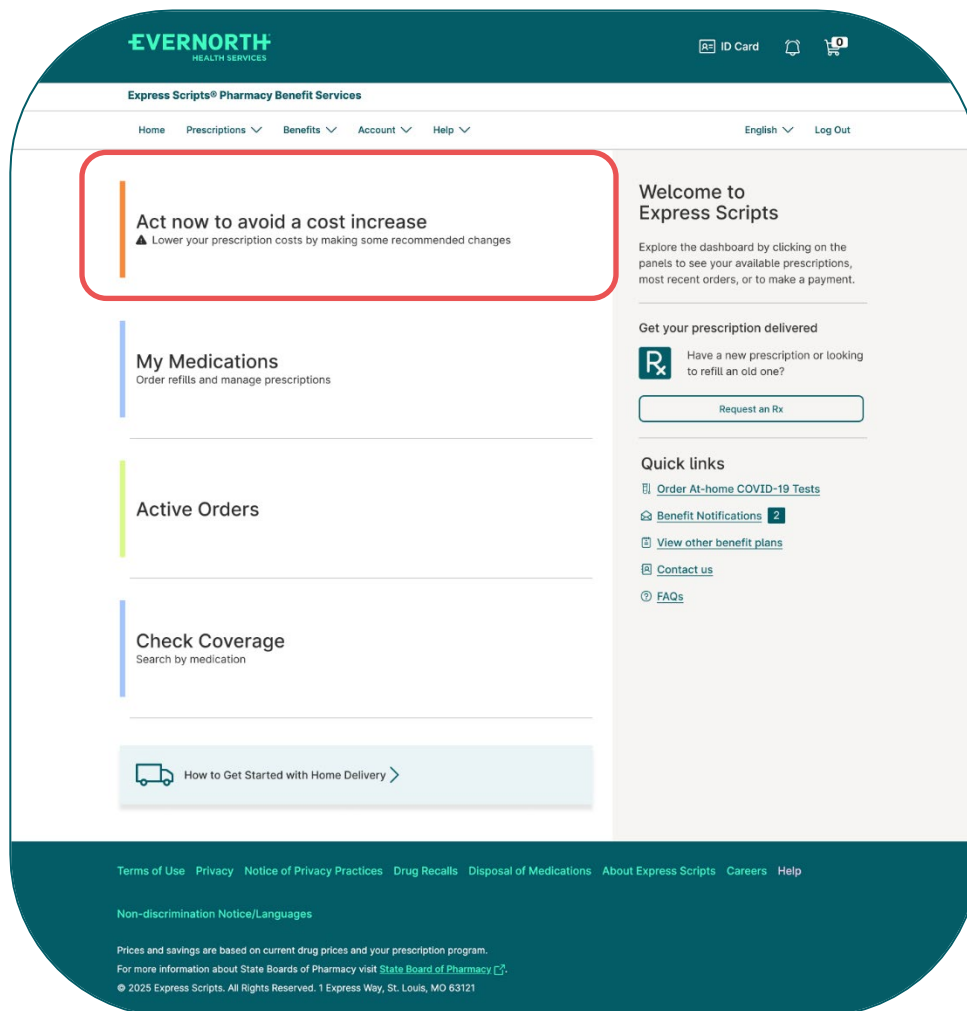 EVERNORTH
HEALTH SERVICES
ID Card
0
Express Scripts® Pharmacy Benefit Services
Home Prescriptions Benefits Account Help English Log Out
Act now to avoid a cost increase
Lower your prescription costs by making some recommended changes
My Medications
Order refills and manage prescriptions
Active Orders
Check Coverage
Search by medication
How to Get Started with Home Delivery
Welcome to
Express Scripts
Explore the dashboard by clicking on the
panels to see your available prescriptions,
most recent orders, or to make a payment.
Get your prescription delivered
Rx
Have a new prescription or looking
to refill an old one?
Request an Rx
Quick links
Order At-home COVID-19 Tests
Benefit Notifications 2
View other benefit plans
Contact us
FAQs
Terms of Use Privacy Notice of Privacy Practices Drug Recalls Disposal of Medications About Express Scripts Careers Help
Non-discrimination Notice/Languages
Prices and savings are based on current drug prices and your prescription program.
For more information about State Boards of Pharmacy visit State Board of Pharmacy.
© 2025 Express Scripts. All Rights Reserved. 1 Express Way, St. Louis, MO 63121